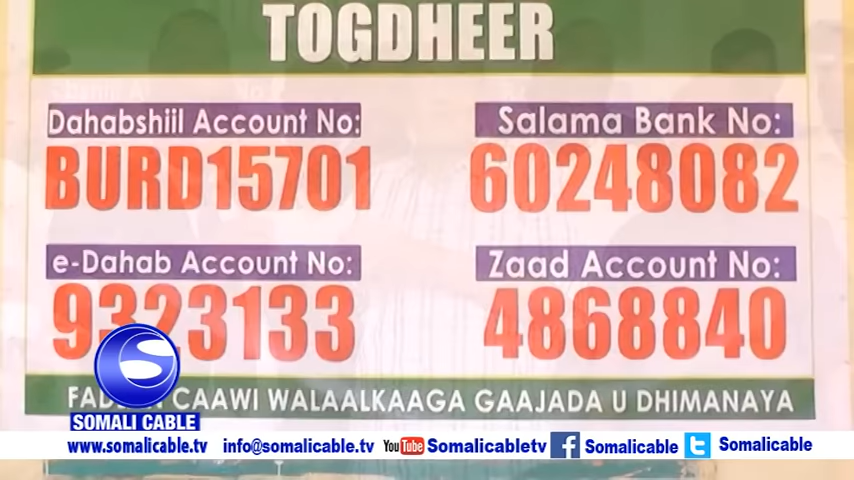 TOGDHEER
Dahabshiil Account No:
BURD15701
Salama Bank No:
60248082
e-Dahab Account No:
9323133
Zaad Account No:
4868840
CAAWI WALAALKAAGA GAAJADA U DHIMANAYA
S
SOMALI CABLE
www.somalicable.tv info@somalicable.tv YouTube Somalicabletv f Somalicable t Somalicable